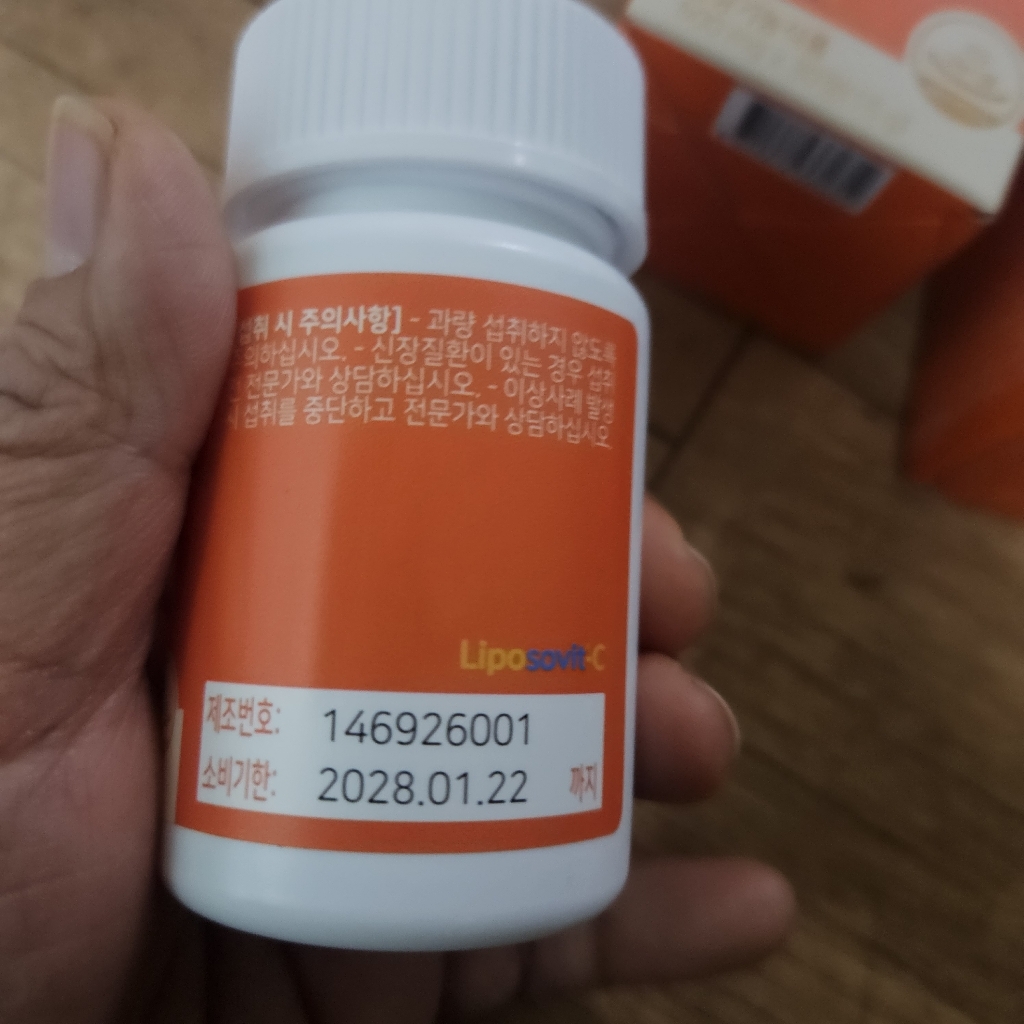 섭취 시 주의사항] - 과량 섭취하지 않도록
의하십시오. - 신장질환이 있는 경우 섭취
전문가와 상담하십시오. - 이상사례 발생
시 섭취를 중단하고 전문가와 상담하십시오.
Liposovit-C
제조번호: 146926001
소비기한: 2028.01.22 까지